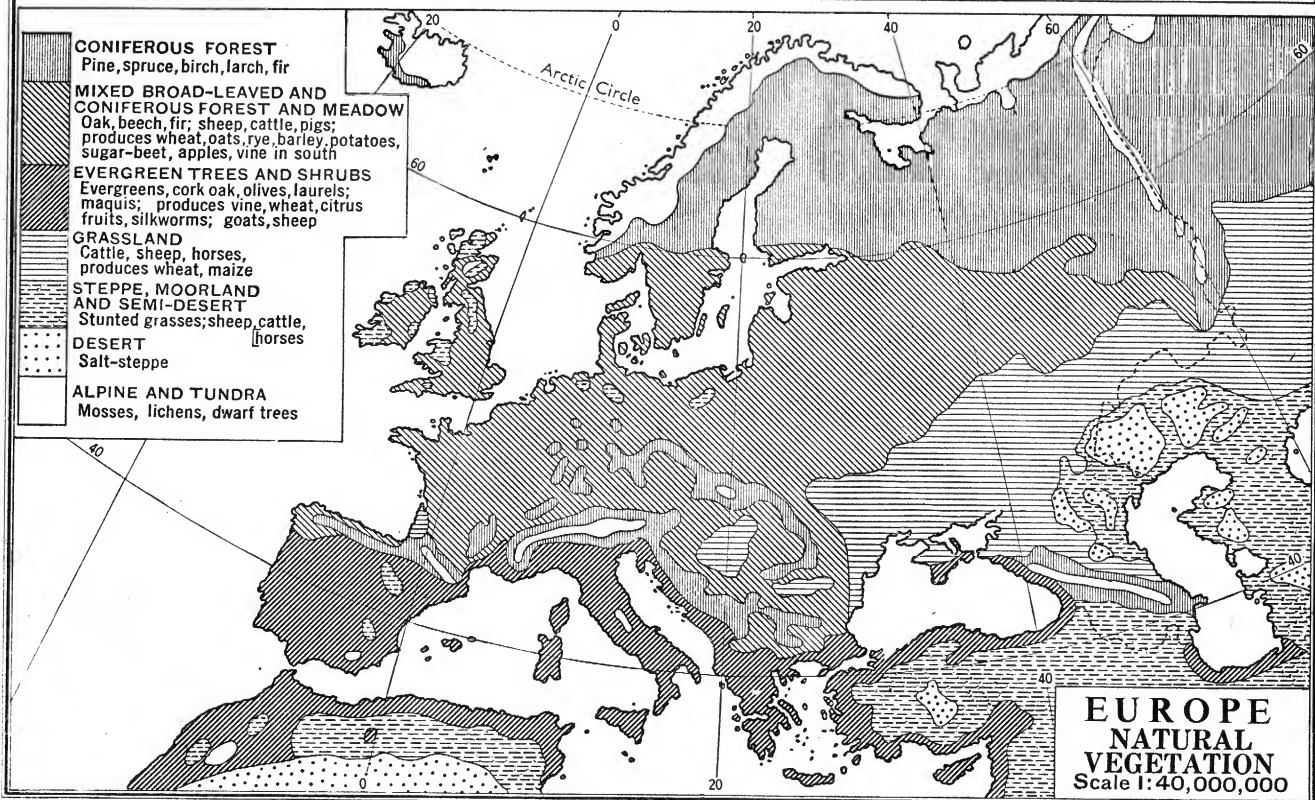 CONIFEROUS FOREST
Pine, spruce, birch, larch, fir
MIXED BROAD-LEAVED AND
CONIFEROUS FOREST AND MEADOW
Oak, beech, fir; sheep, cattle, pigs;
produces wheat, oats, rye, barley, potatoes,
sugar-beet, apples, vine in south
EVERGREEN TREES AND SHRUBS
Evergreens, cork oak, olives, laurels;
maquis; produces vine, wheat, citrus
fruits, silkworms; goats, sheep
GRASSLAND
Cattle, sheep, horses,
produces wheat, maize
STEPPE, MOORLAND
AND SEMI-DESERT
Stunted grasses; sheep, cattle,
[horses
DESERT
Salt-steppe
ALPINE AND TUNDRA
Mosses, lichens, dwarf trees
20
0
20
40
60
60
Arctic Circle
60
40
40
40
0
20
EUROPE
NATURAL
VEGETATION
Scale 1:40,000,000